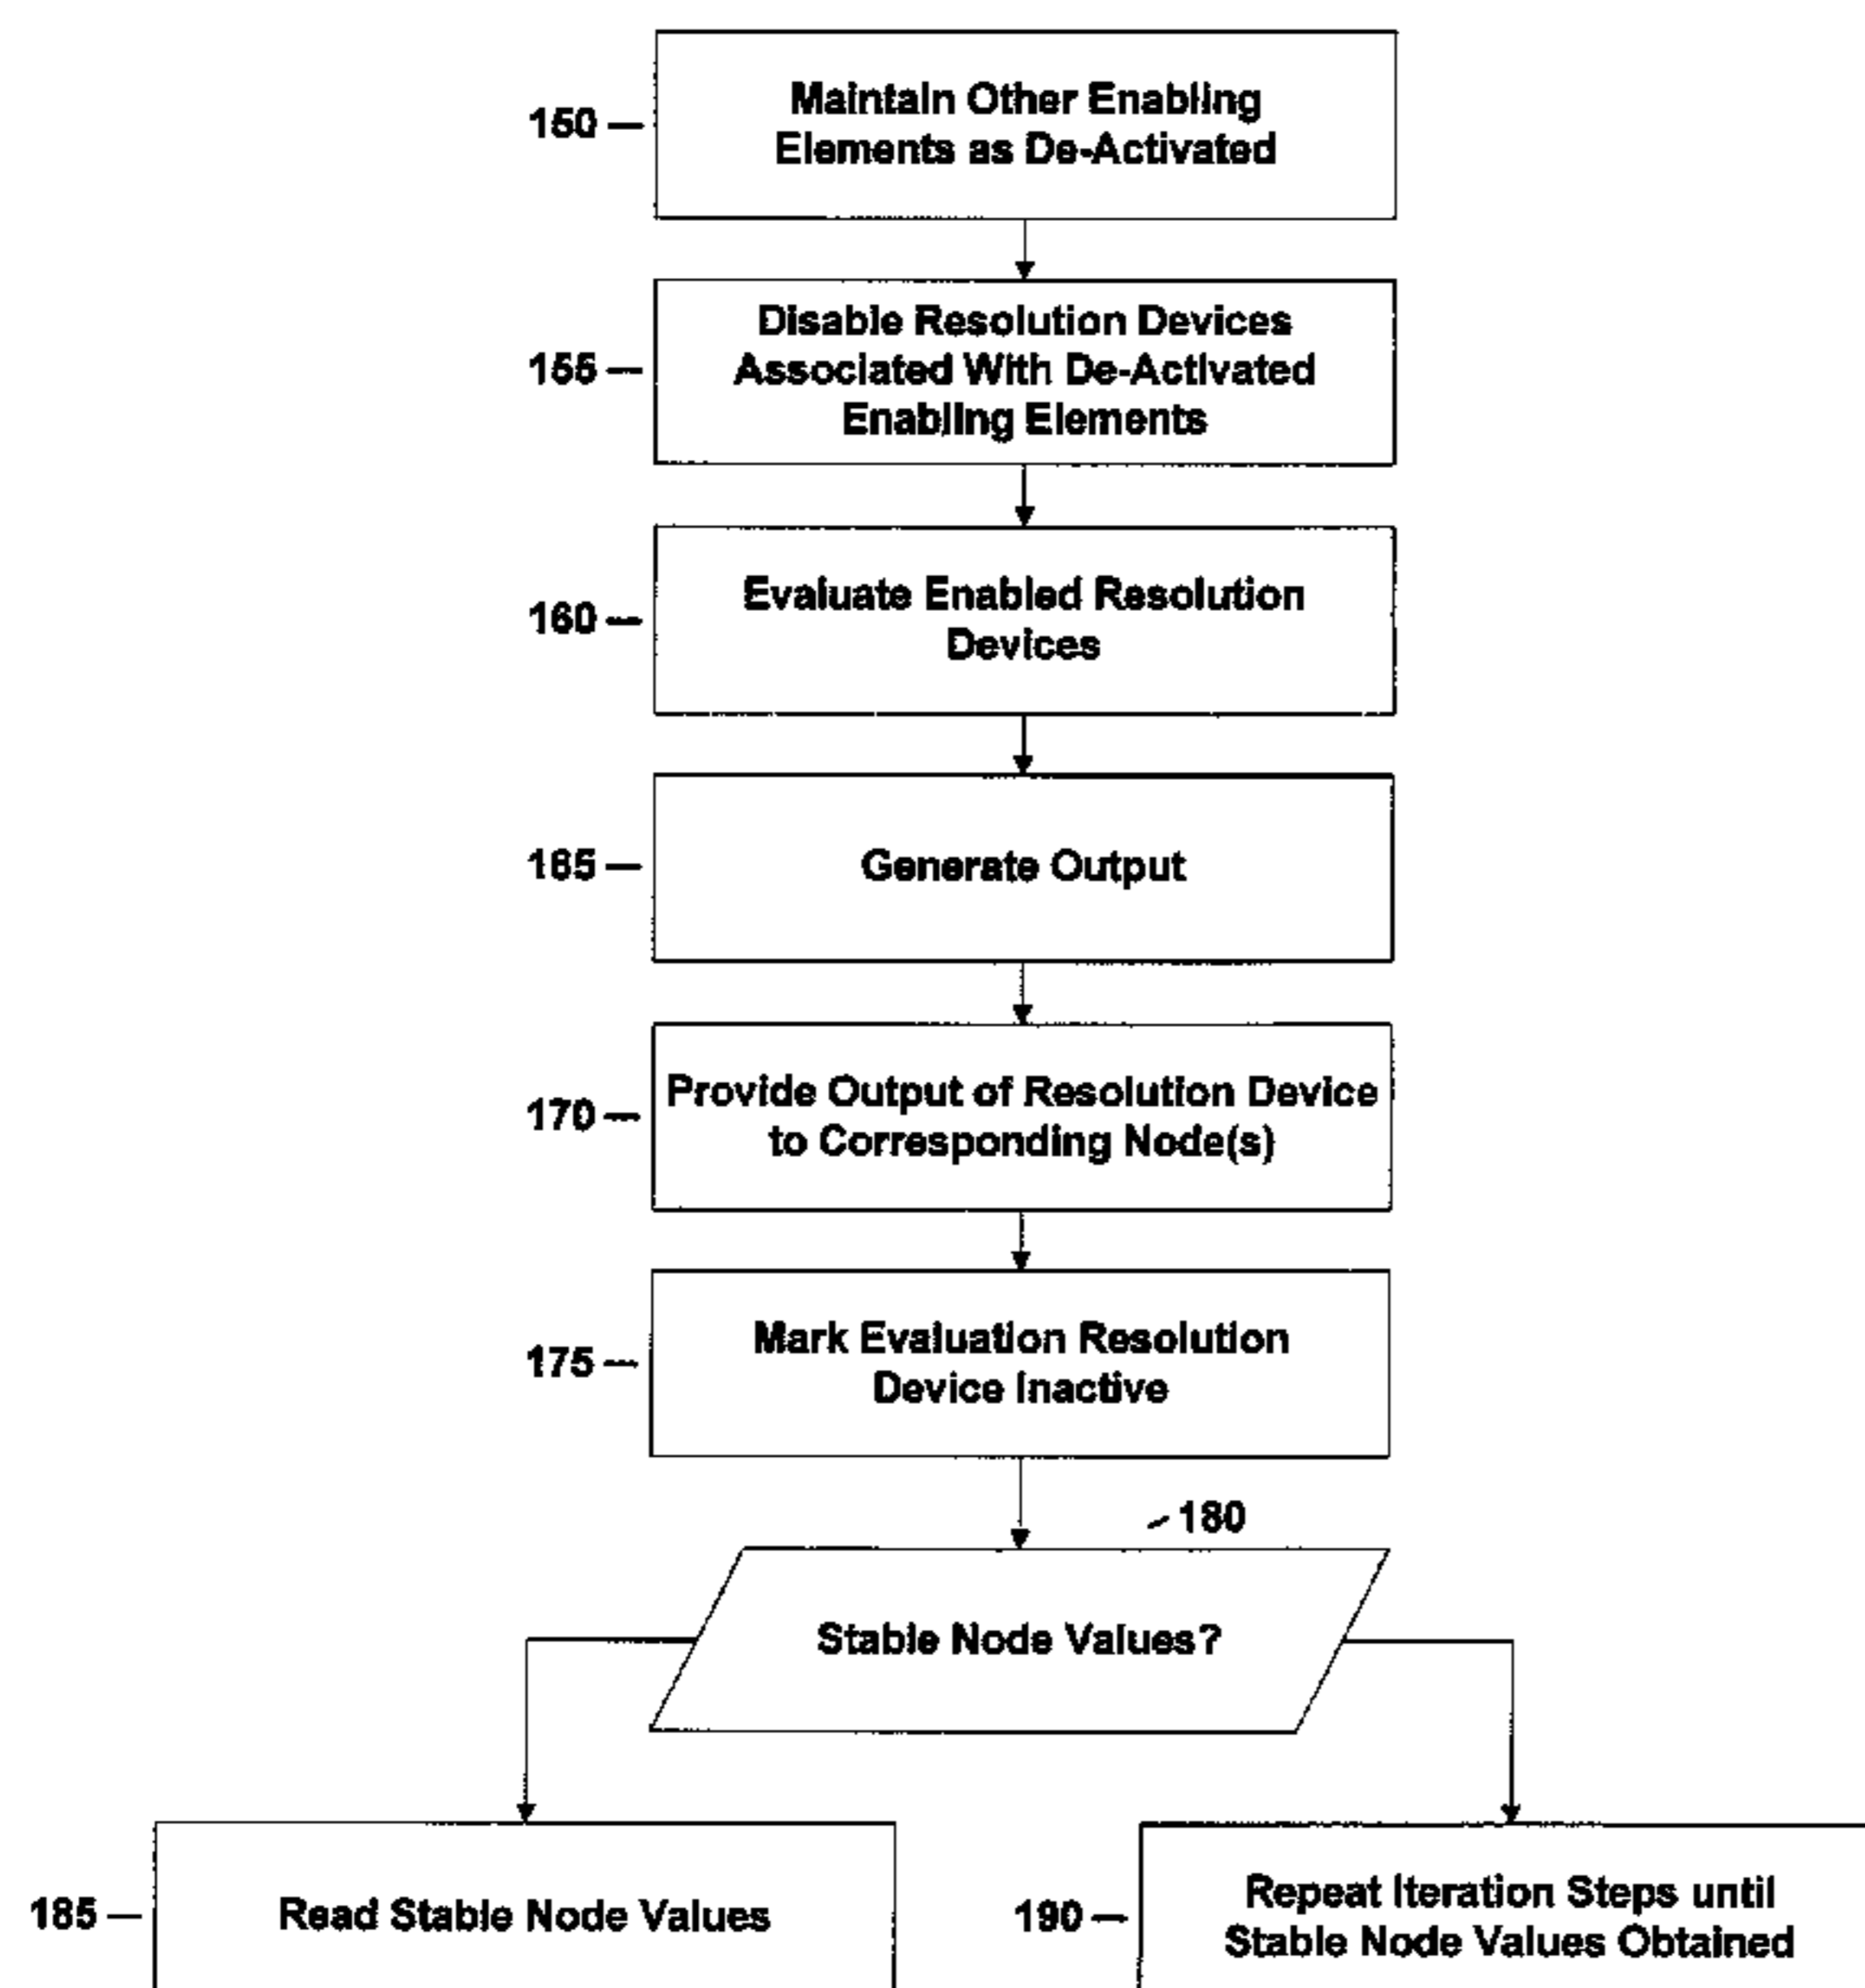 150
Maintain Other Enabling
Elements as De-Activated
155
Disable Resolution Devices
Associated With De-Activated
Enabling Elements
160
Evaluate Enabled Resolution
Devices
165
Generate Output
170
Provide Output of Resolution Device
to Corresponding Node(s)
175
Mark Evaluation Resolution
Device Inactive
180
Stable Node Values?
185
Read Stable Node Values
190
Repeat Iteration Steps until
Stable Node Values Obtained